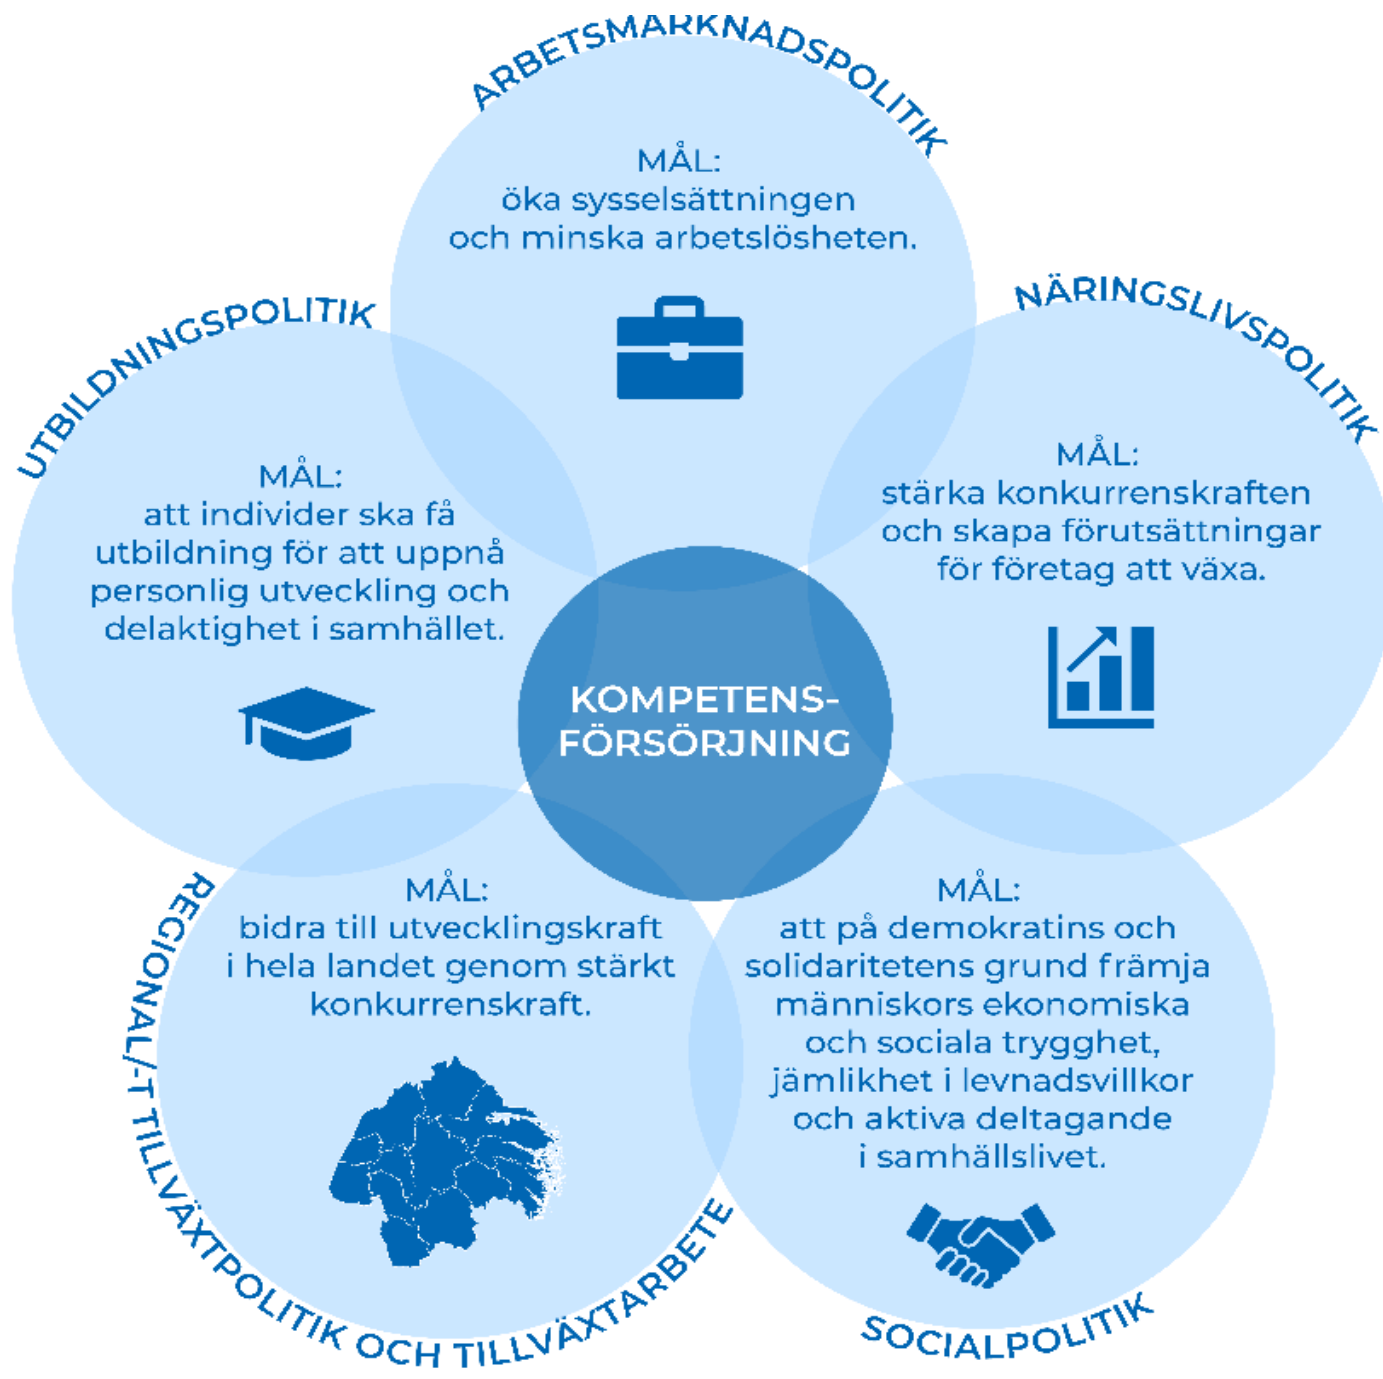 ARBETSMARKNADSPOLITIK
MÅL:
öka sysselsättningen
och minska arbetslösheten.
UTBILDNINGSPOLITIK
MÅL:
att individer ska få
utbildning för att uppnå
personlig utveckling och
delaktighet i samhället.
NÄRINGSLIVSPOLITIK
MÅL:
stärka konkurrenskraften
och skapa förutsättningar
för företag att växa.
KOMPETENS-
FÖRSÖRJNING
REGIONAL/-T TILLVÄXTPOLITIK OCH TILLVÄXTARBETE
MÅL:
bidra till utvecklingskraft
i hela landet genom stärkt
konkurrenskraft.
MÅL:
att på demokratins och
solidaritetens grund främja
människors ekonomiska
och sociala trygghet,
jämlikhet i levnadsvillkor
och aktiva deltagande
i samhällslivet.
SOCIALPOLITIK